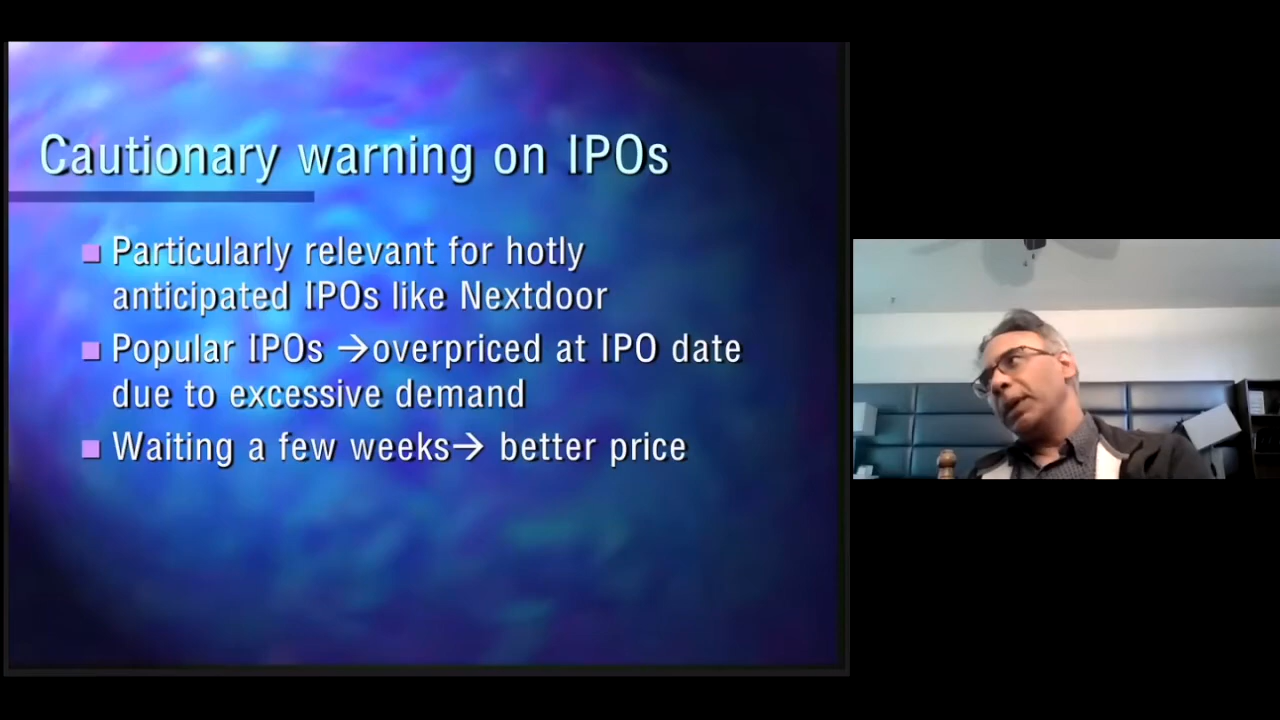 Cautionary warning on IPOs
Particularly relevant for hotly
anticipated IPOs like Nextdoor
Popular IPOs →overpriced at IPO date
due to excessive demand
Waiting a few weeks→ better price